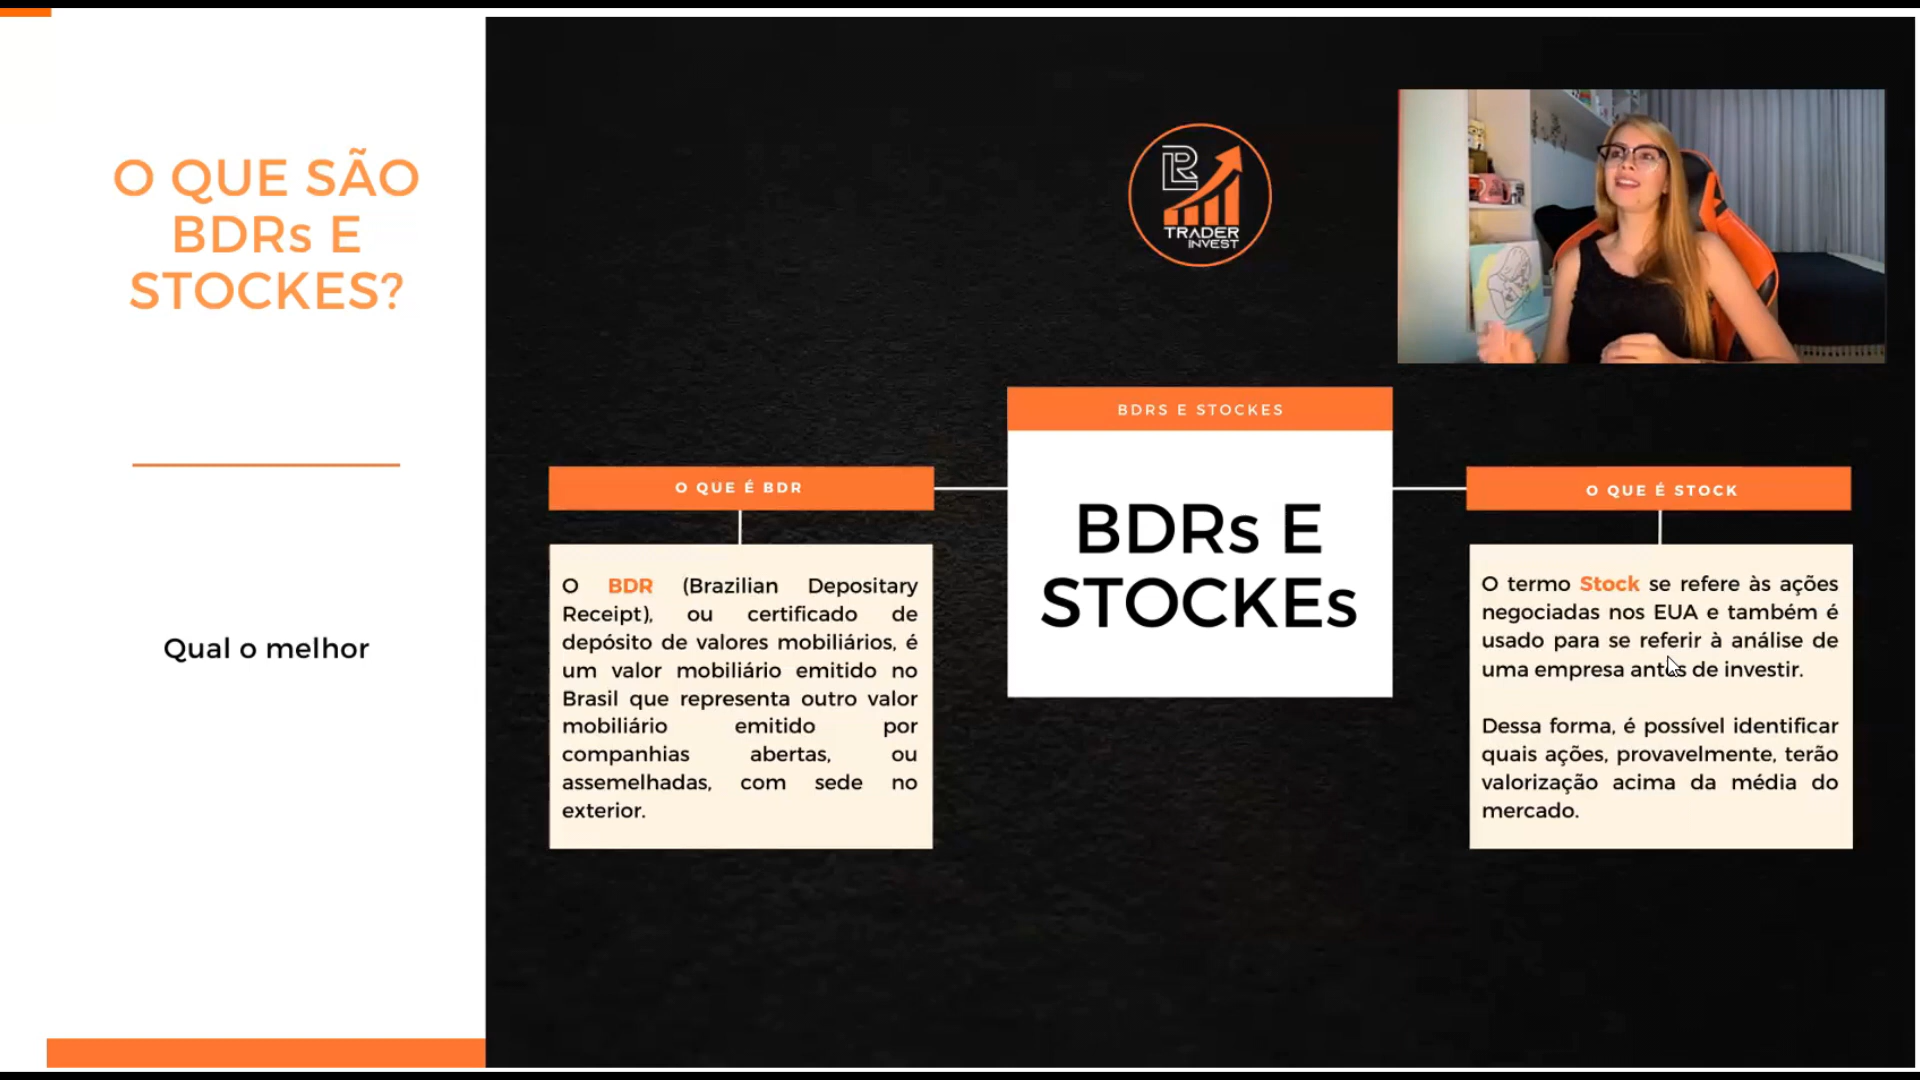 O QUE SÃO
BDRs E
STOCKES?
Qual o melhor
LR
TRADER
INVEST
BDRS E STOCKES
BDRs E
STOCKEs
O QUE É BDR
O BDR (Brazilian Depositary
Receipt), ou certificado de
depósito de valores mobiliários, é
um valor mobiliário emitido no
Brasil que representa outro valor
mobiliário emitido por
companhias abertas, ou
assemelhadas, com sede no
exterior.
O QUE É STOCK
O termo Stock se refere às ações
negociadas nos EUA e também é
usado para se referir à análise de
uma empresa antes de investir.
Dessa forma, é possível identificar
quais ações, provavelmente, terão
valorização acima da média do
mercado.